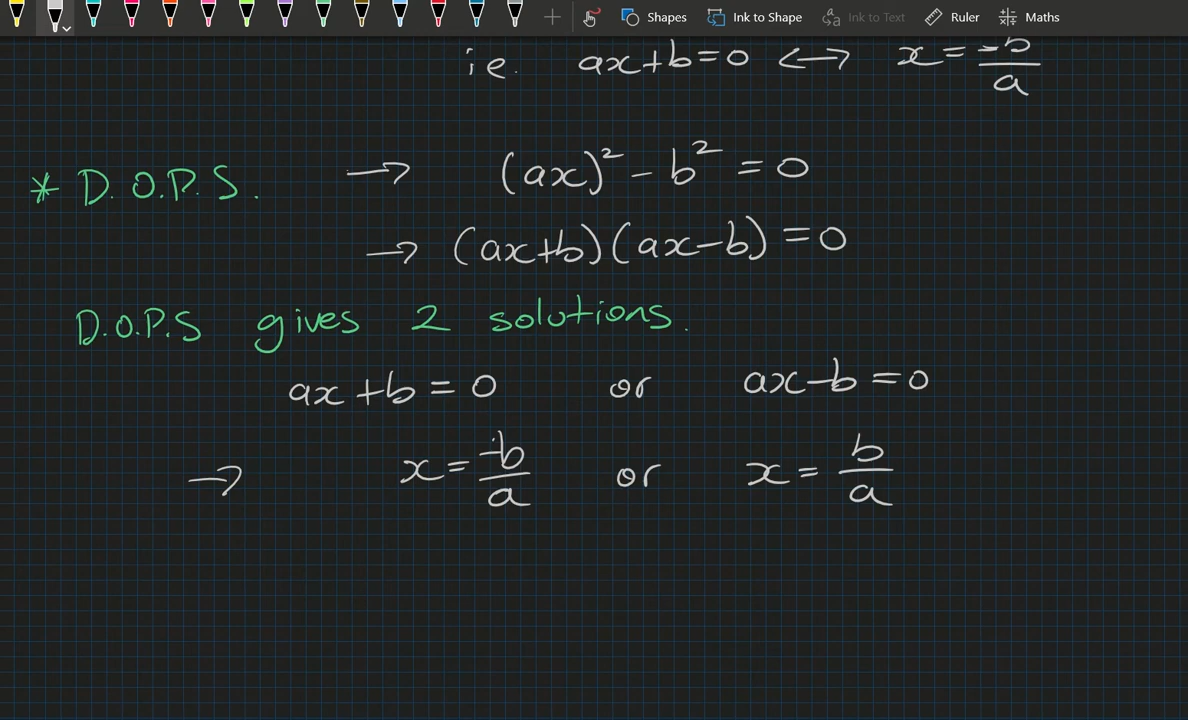 Shapes Ink to Shape Ink to Text Ruler Maths
i.e. ax+b=0 <—> x = -b/a
* D.O.P.S. → (ax)² - b² = 0
→ (ax+b)(ax-b) = 0
D.O.P.S gives 2 solutions.
ax+b=0 or ax-b=0
→ x = -b/a or x = b/a